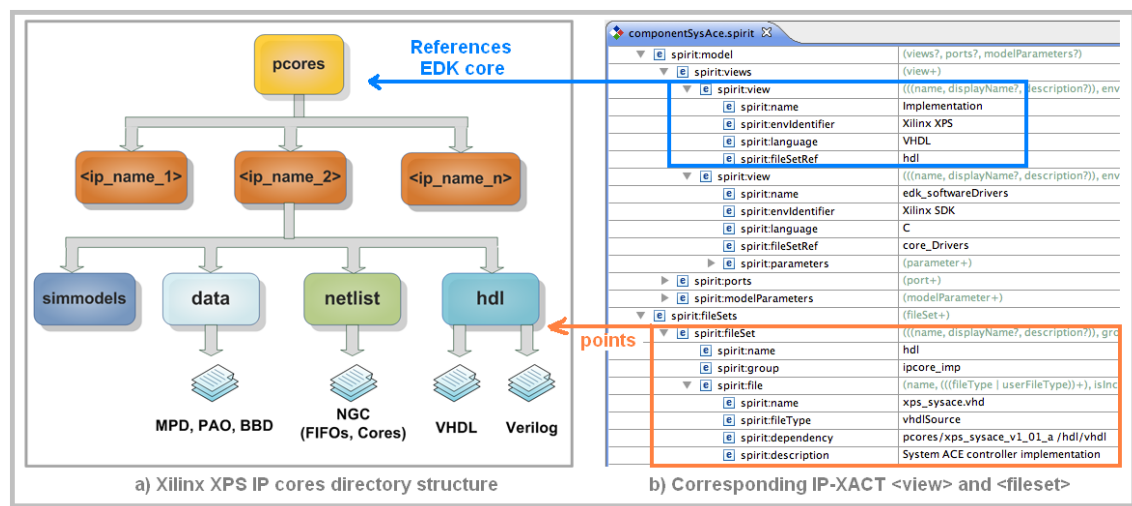 References
EDK core
pcores
<ip_name_1>
<ip_name_2>
<ip_name_n>
simmodels
data
netlist
hdl
points
MPD, PAO, BBD
NGC
(FIFOs, Cores)
VHDL
Verilog
a) Xilinx XPS IP cores directory structure
componentSysAce.spirit
spirit:model (views?, ports?, modelParameters?)
spirit:views (view+)
spirit:view (((name, displayName?, description?)), env
spirit:name Implementation
spirit:envIdentifier Xilinx XPS
spirit:language VHDL
spirit:fileSetRef hdl
spirit:view (((name, displayName?, description?)), env
spirit:name edk_softwareDrivers
spirit:envIdentifier Xilinx SDK
spirit:language C
spirit:fileSetRef core_Drivers
spirit:parameters (parameter+)
spirit:ports (port+)
spirit:modelParameters (modelParameter+)
spirit:fileSets (fileSet+)
spirit:fileSet (((name, displayName?, description?)), gro
spirit:name hdl
spirit:group ipcore_imp
spirit:file (name, (((fileType | userFileType))+), isInc
spirit:name xps_sysace.vhd
spirit:fileType vhdlSource
spirit:dependency pcores/xps_sysace_v1_01_a /hdl/vhdl
spirit:description System ACE controller implementation
b) Corresponding IP-XACT <view> and <fileset>